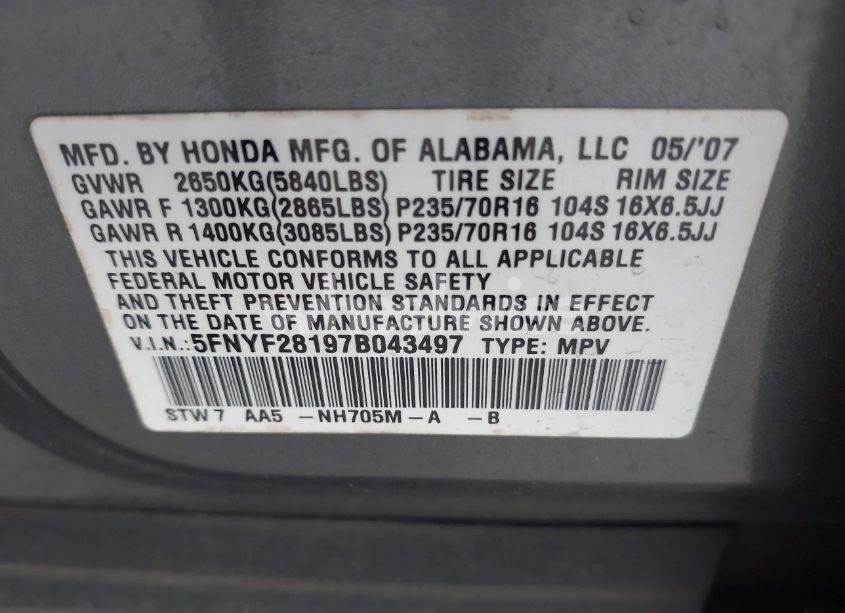 MFD. BY HONDA MFG. OF ALABAMA, LLC 05/'07
GVWR 2650KG(5840LBS) TIRE SIZE RIM SIZE
GAWR F 1300KG(2865LBS) P235/70R16 104S 16X6.5JJ
GAWR R 1400KG(3085LBS) P235/70R16 104S 16X6.5JJ
THIS VEHICLE CONFORMS TO ALL APPLICABLE
FEDERAL MOTOR VEHICLE SAFETY
AND THEFT PREVENTION STANDARDS IN EFFECT
ON THE DATE OF MANUFACTURE SHOWN ABOVE.
V.I.N.:5FNYF28197B043497 TYPE: MPV
STW7 AA5 -NH705M-A -B